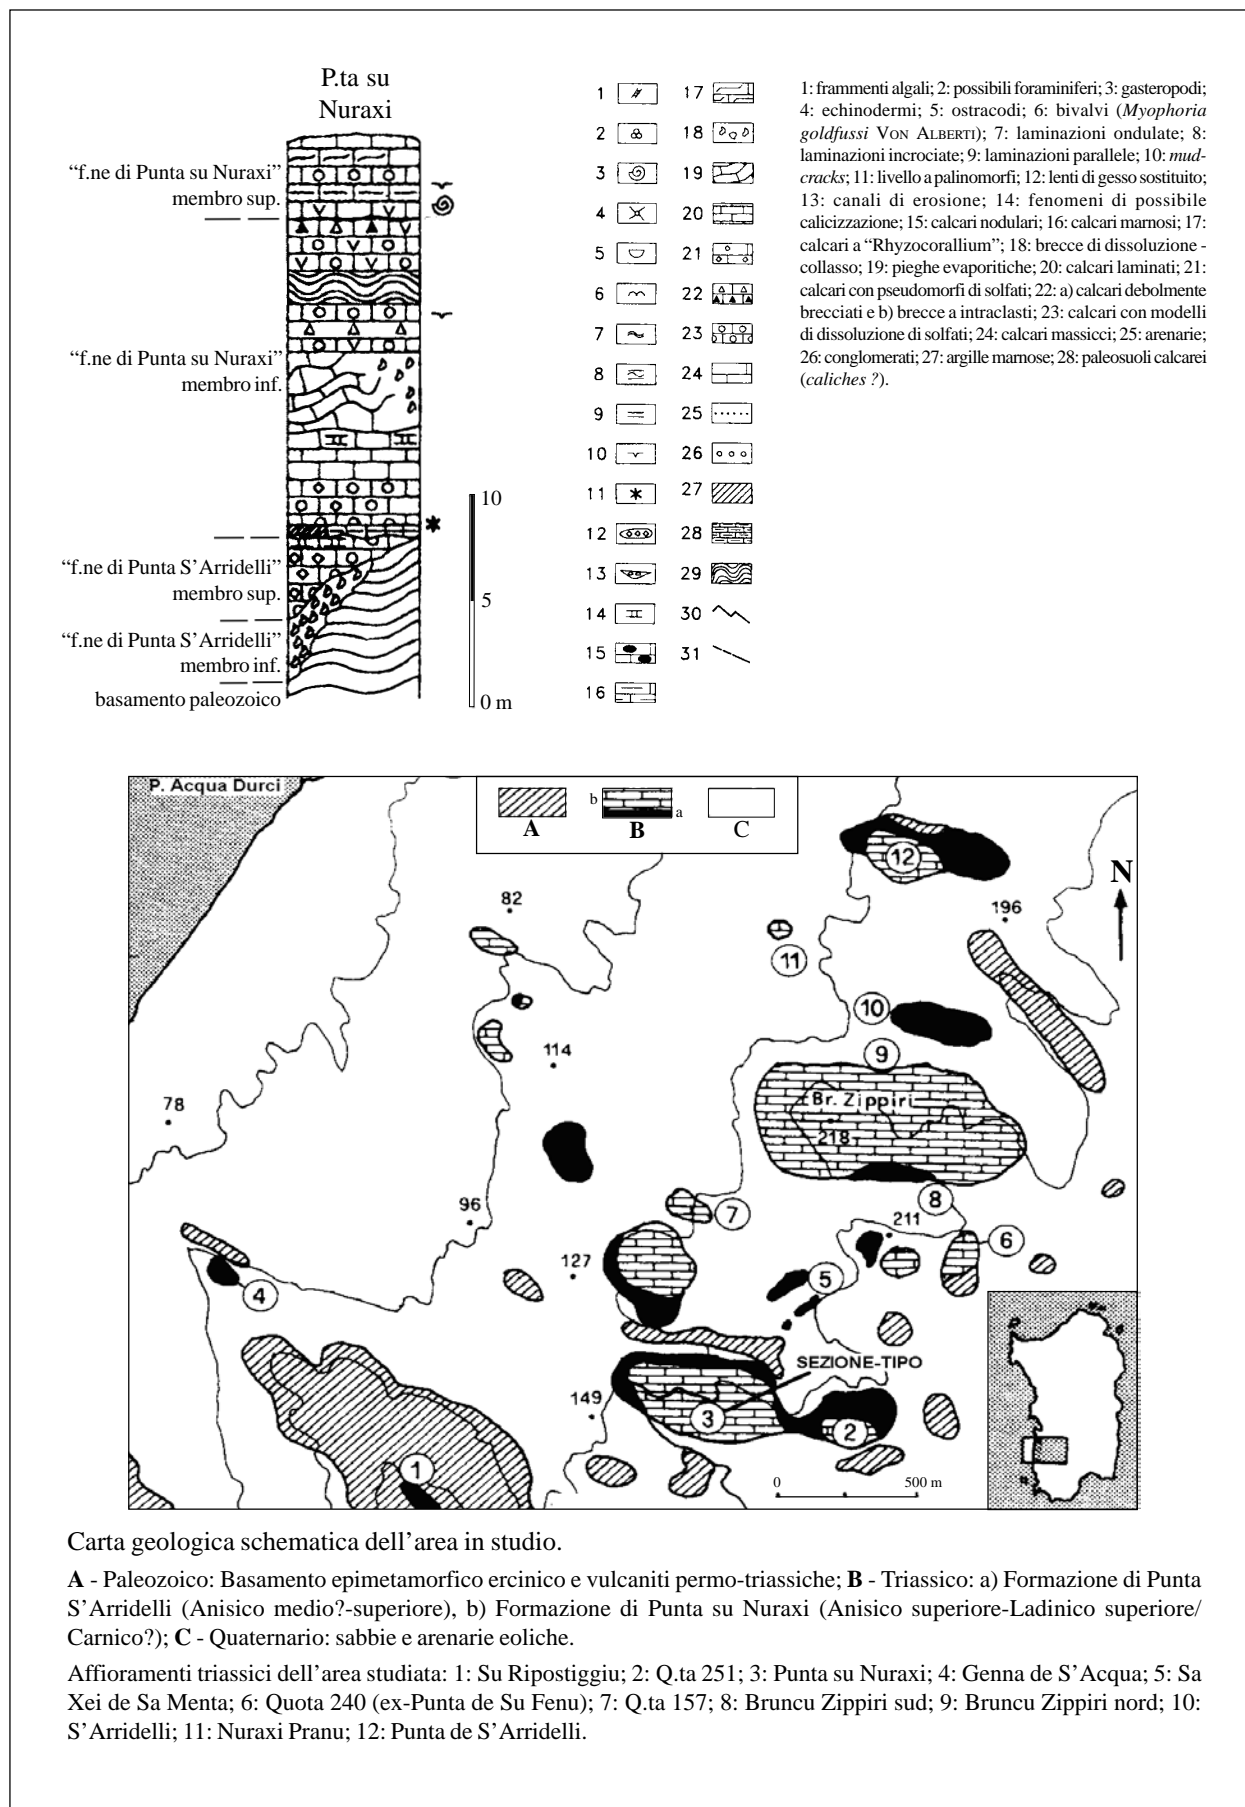 P.ta su
Nuraxi
“f.ne di Punta su Nuraxi”
membro sup.
“f.ne di Punta su Nuraxi”
membro inf.
“f.ne di Punta S’Arridelli”
membro sup.
“f.ne di Punta S’Arridelli”
membro inf.
basamento paleozoico
10
5
0 m
1
2
3
4
5
6
7
8
9
10
11
12
13
14
15
16
17
18
19
20
21
22
23
24
25
26
27
28
29
30
31
1: frammenti algali; 2: possibili foraminiferi; 3: gasteropodi;
4: echinodermi; 5: ostracodi; 6: bivalvi (Myophoria
goldfussi VON ALBERTI); 7: laminazioni ondulate; 8:
laminazioni incrociate; 9: laminazioni parallele; 10: mud-
cracks; 11: livello a palinomorfi; 12: lenti di gesso sostituito;
13: canali di erosione; 14: fenomeni di possibile
calicizzazione; 15: calcari nodulari; 16: calcari marnosi; 17:
calcari a “Rhyzocorallium”; 18: brecce di dissoluzione -
collasso; 19: pieghe evaporitiche; 20: calcari laminati; 21:
calcari con pseudomorfi di solfati; 22: a) calcari debolmente
brecciati e b) brecce a intraclasti; 23: calcari con modelli
di dissoluzione di solfati; 24: calcari massicci; 25: arenarie;
26: conglomerati; 27: argille marnose; 28: paleosuoli calcarei
(caliches ?).
P. Acqua Durci
b
a
A
B
C
12
N
82
196
11
10
114
9
Br. Zippiri
78
218
8
96
7
211
6
127
5
4
SEZIONE-TIPO
149
3
2
1
0
500 m
Carta geologica schematica dell’area in studio.
A - Paleozoico: Basamento epimetamorfico ercinico e vulcaniti permo-triassiche; B - Triassico: a) Formazione di Punta
S’Arridelli (Anisico medio?-superiore), b) Formazione di Punta su Nuraxi (Anisico superiore-Ladinico superiore/
Carnico?); C - Quaternario: sabbie e arenarie eoliche.
Affioramenti triassici dell’area studiata: 1: Su Ripostiggiu; 2: Q.ta 251; 3: Punta su Nuraxi; 4: Genna de S’Acqua; 5: Sa
Xei de Sa Menta; 6: Quota 240 (ex-Punta de Su Fenu); 7: Q.ta 157; 8: Bruncu Zippiri sud; 9: Bruncu Zippiri nord; 10:
S’Arridelli; 11: Nuraxi Pranu; 12: Punta de S’Arridelli.